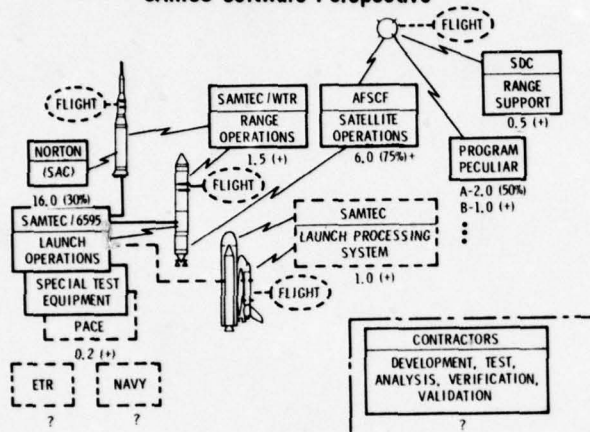 FLIGHT
FLIGHT
SAMTEC/WTR
RANGE
OPERATIONS
1.5 (+)
AFSCF
SATELLITE
OPERATIONS
6.0 (75%)+
SDC
RANGE
SUPPORT
0.5 (+)
PROGRAM
PECULIAR
A-2.0 (50%)
B-1.0 (+)
NORTON
(SAC)
16.0 (30%)
SAMTEC/6595
LAUNCH
OPERATIONS
SPECIAL TEST
EQUIPMENT
PACE
0.2 (+)
FLIGHT
SAMTEC
LAUNCH PROCESSING
SYSTEM
1.0 (+)
FLIGHT
ETR
?
NAVY
?
CONTRACTORS
DEVELOPMENT, TEST,
ANALYSIS, VERIFICATION,
VALIDATION
?